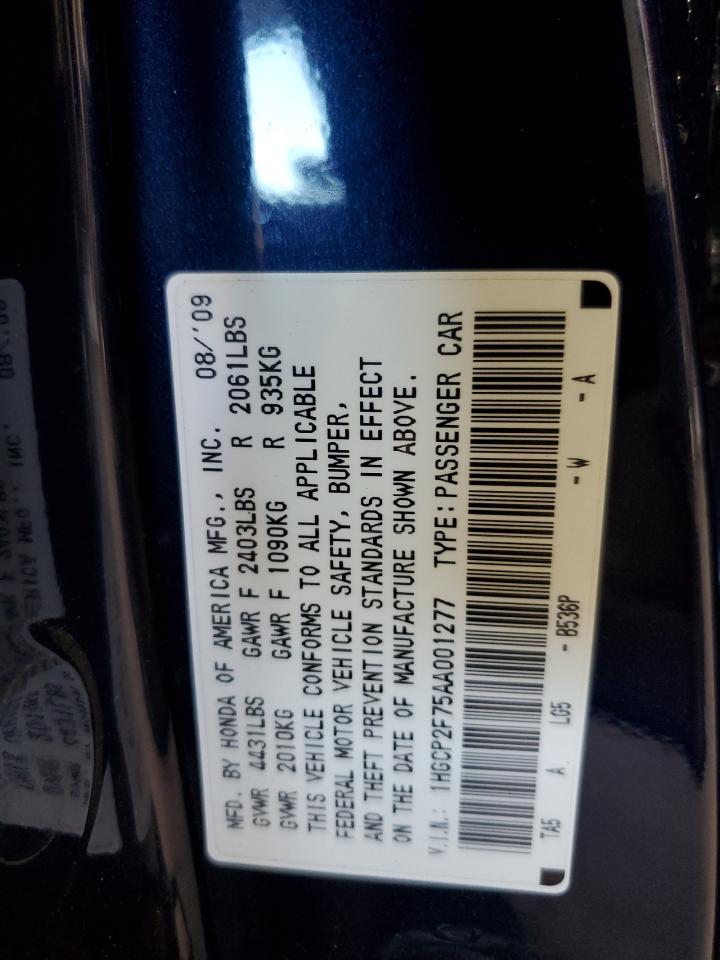 MFD. BY HONDA OF AMERICA MFG., INC. 08/'09
GVWR 4431LBS GAWR F 2403LBS R 2061LBS
GVWR 2010KG GAWR F 1090KG R 935KG
THIS VEHICLE CONFORMS TO ALL APPLICABLE
FEDERAL MOTOR VEHICLE SAFETY, BUMPER,
AND THEFT PREVENTION STANDARDS IN EFFECT
ON THE DATE OF MANUFACTURE SHOWN ABOVE.
V.I.N.: 1HGCP2F75AA001277 TYPE:PASSENGER CAR
TA5 A LG5 - B536P -W -A